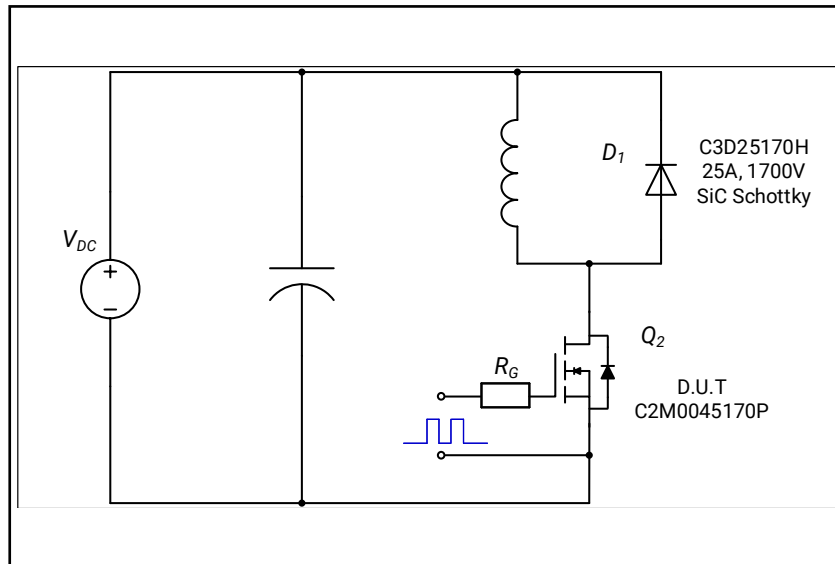 D1
C3D25170H
25A, 1700V
SiC Schottky
VDC
+
−
Q2
RG
D.U.T
C2M0045170P